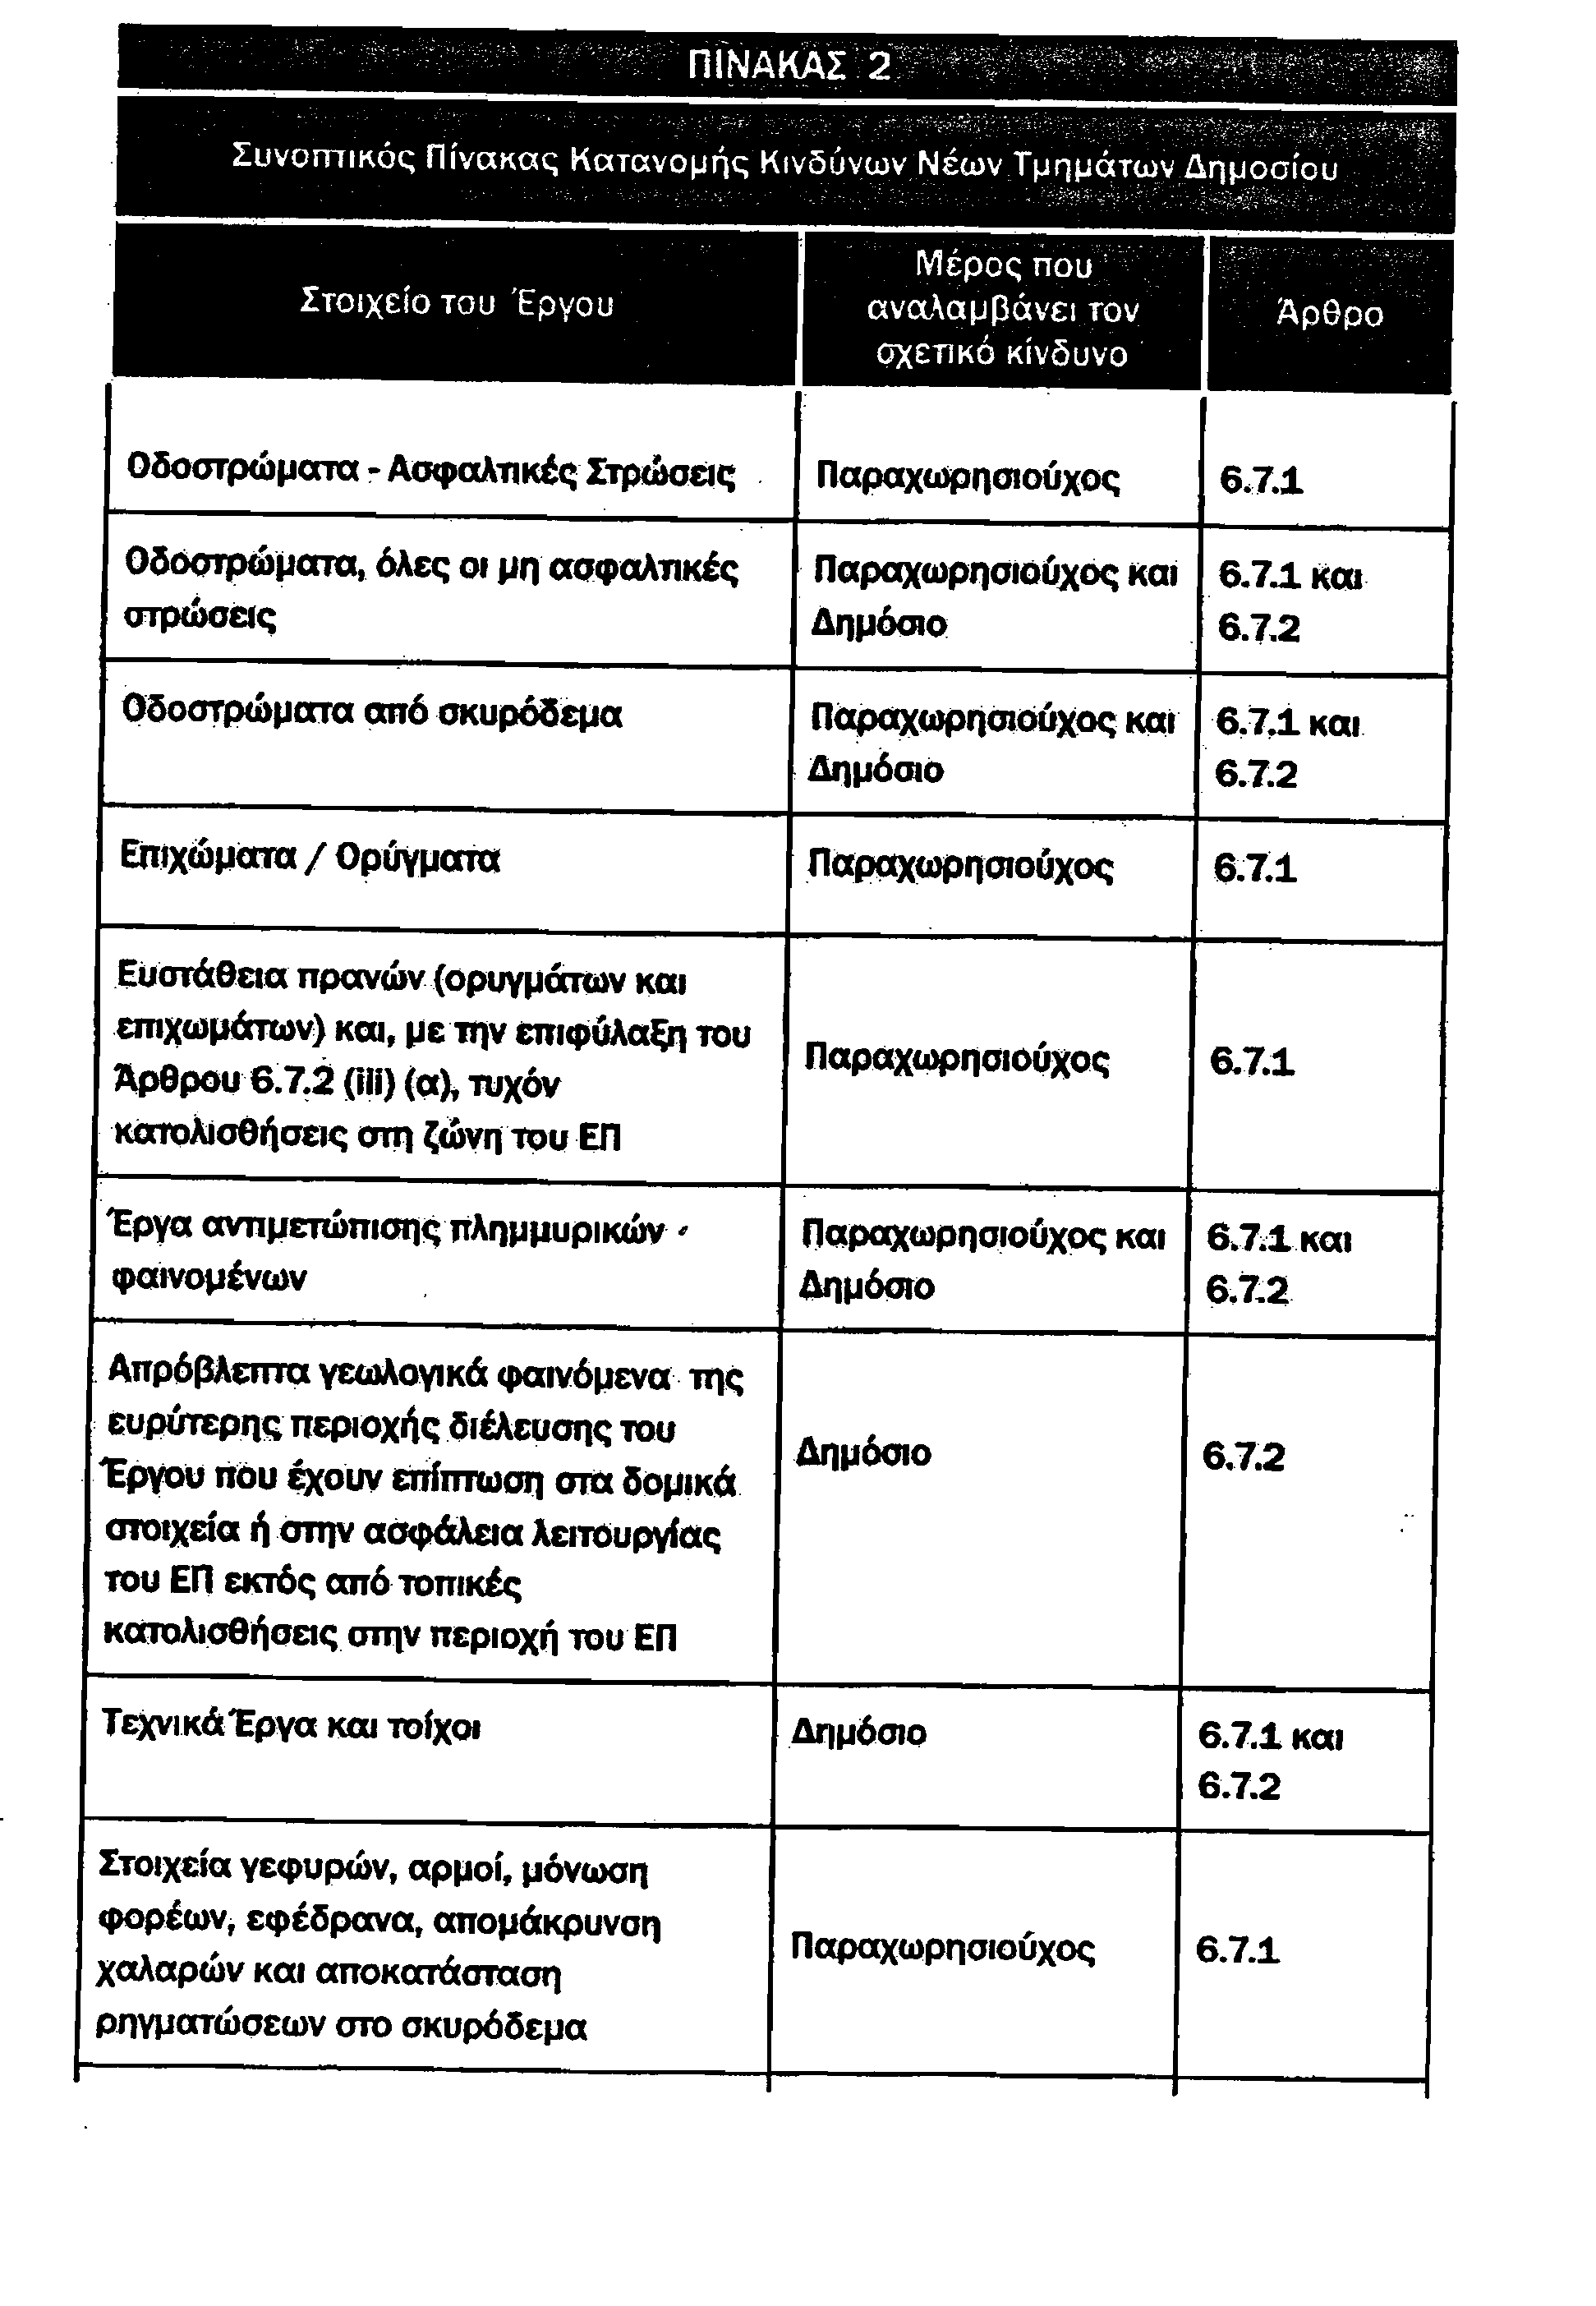 ΠΙΝΑΚΑΣ 2
Συνοπτικός Πίνακας Κατανομής Κινδύνων Νέων Τμημάτων Δημοσίου
Στοιχείο του Έργου
Μέρος που
αναλαμβάνει τον
σχετικό κίνδυνο
Άρθρο
Οδοστρώματα - Ασφαλτικές Στρώσεις
Παραχωρησιούχος
6.7.1
Οδοστρώματα, όλες οι μη ασφαλτικές
στρώσεις
Παραχωρησιούχος και
Δημόσιο
6.7.1 και
6.7.2
Οδοστρώματα από σκυρόδεμα
Παραχωρησιούχος και
Δημόσιο
6.7.1 και
6.7.2
Επιχώματα / Ορύγματα
Παραχωρησιούχος
6.7.1
Ευστάθεια πρανών (ορυγμάτων και
επιχωμάτων) και, με την επιφύλαξη του
Άρθρου 6.7.2 (iii) (α), τυχόν
κατολισθήσεις στη ζώνη του ΕΠ
Παραχωρησιούχος
6.7.1
Έργα αντιμετώπισης πλημμυρικών
φαινομένων
Παραχωρησιούχος και
Δημόσιο
6.7.1 και
6.7.2
Απρόβλεπτα γεωλογικά φαινόμενα της
ευρύτερης περιοχής διέλευσης του
Έργου που έχουν επίπτωση στα δομικά
στοιχεία ή στην ασφάλεια λειτουργίας
του ΕΠ εκτός από τοπικές
κατολισθήσεις στην περιοχή του ΕΠ
Δημόσιο
6.7.2
Τεχνικά Έργα και τοίχοι
Δημόσιο
6.7.1 και
6.7.2
Στοιχεία γεφυρών, αρμοί, μόνωση
φορέων, εφέδρανα, απομάκρυνση
χαλαρών και αποκατάσταση
ρηγματώσεων στο σκυρόδεμα
Παραχωρησιούχος
6.7.1